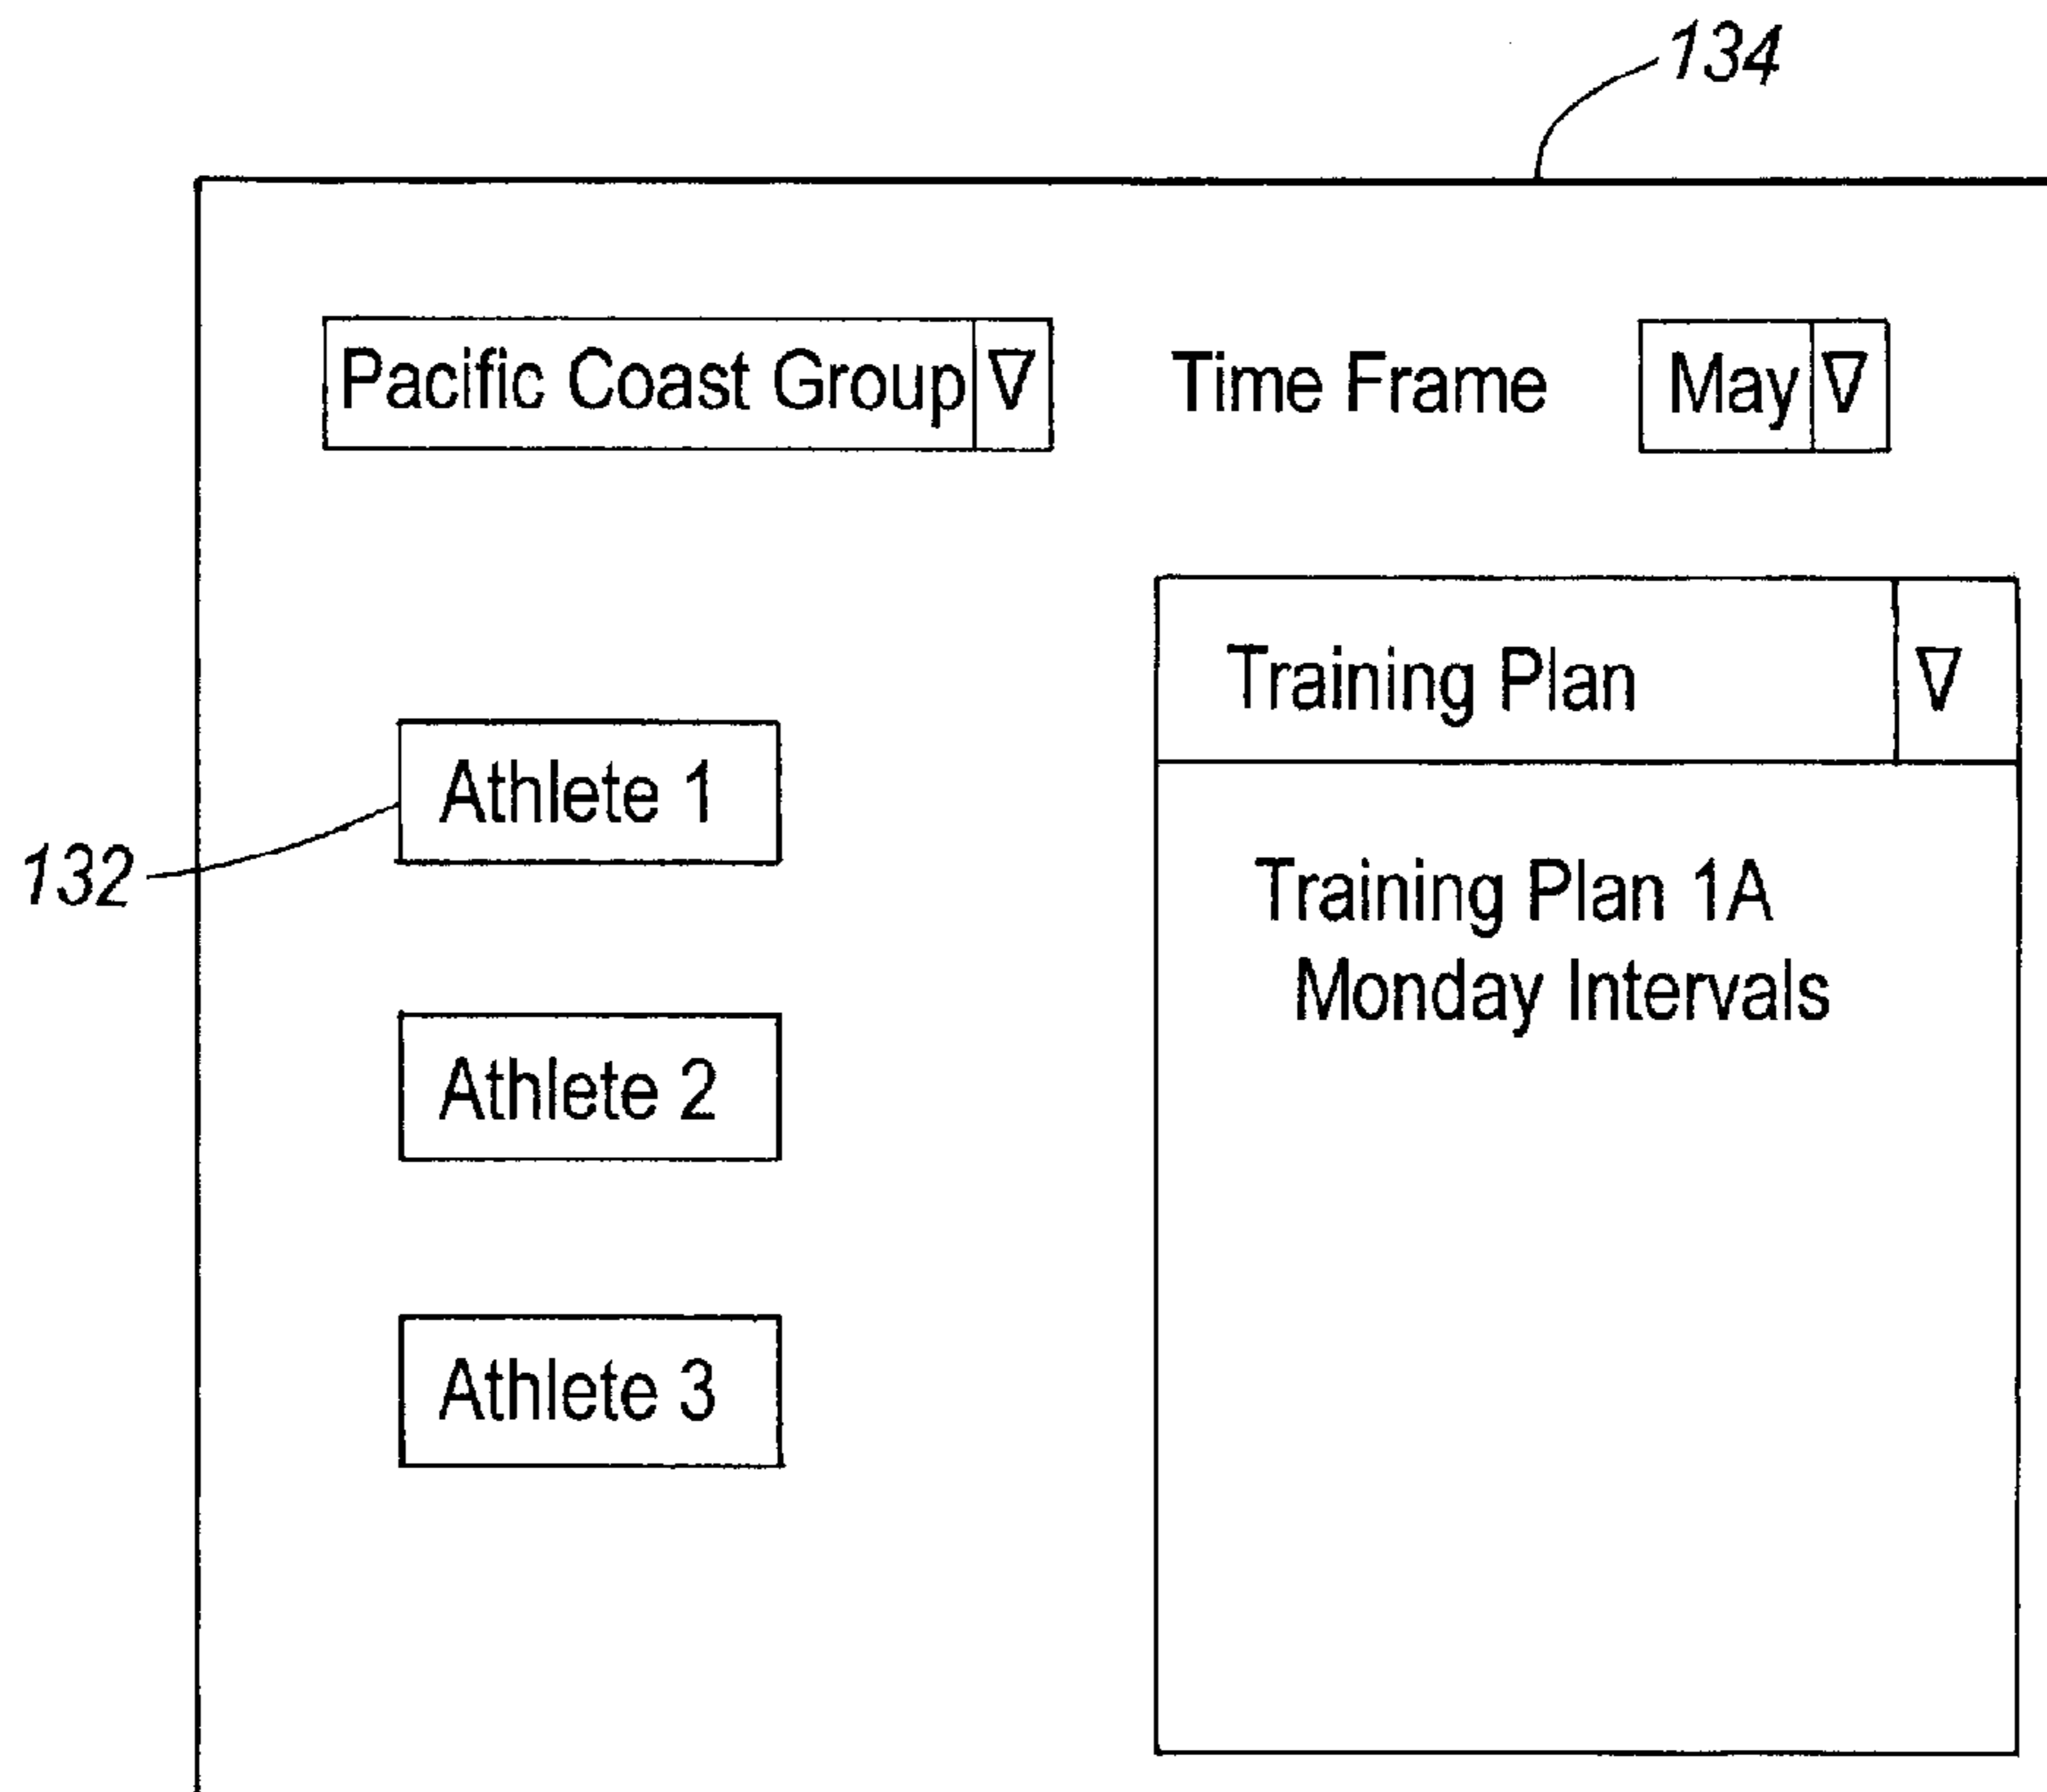 134
Pacific Coast Group Time Frame May
Training Plan
Athlete 1
132
Training Plan 1A
Monday Intervals
Athlete 2
Athlete 3